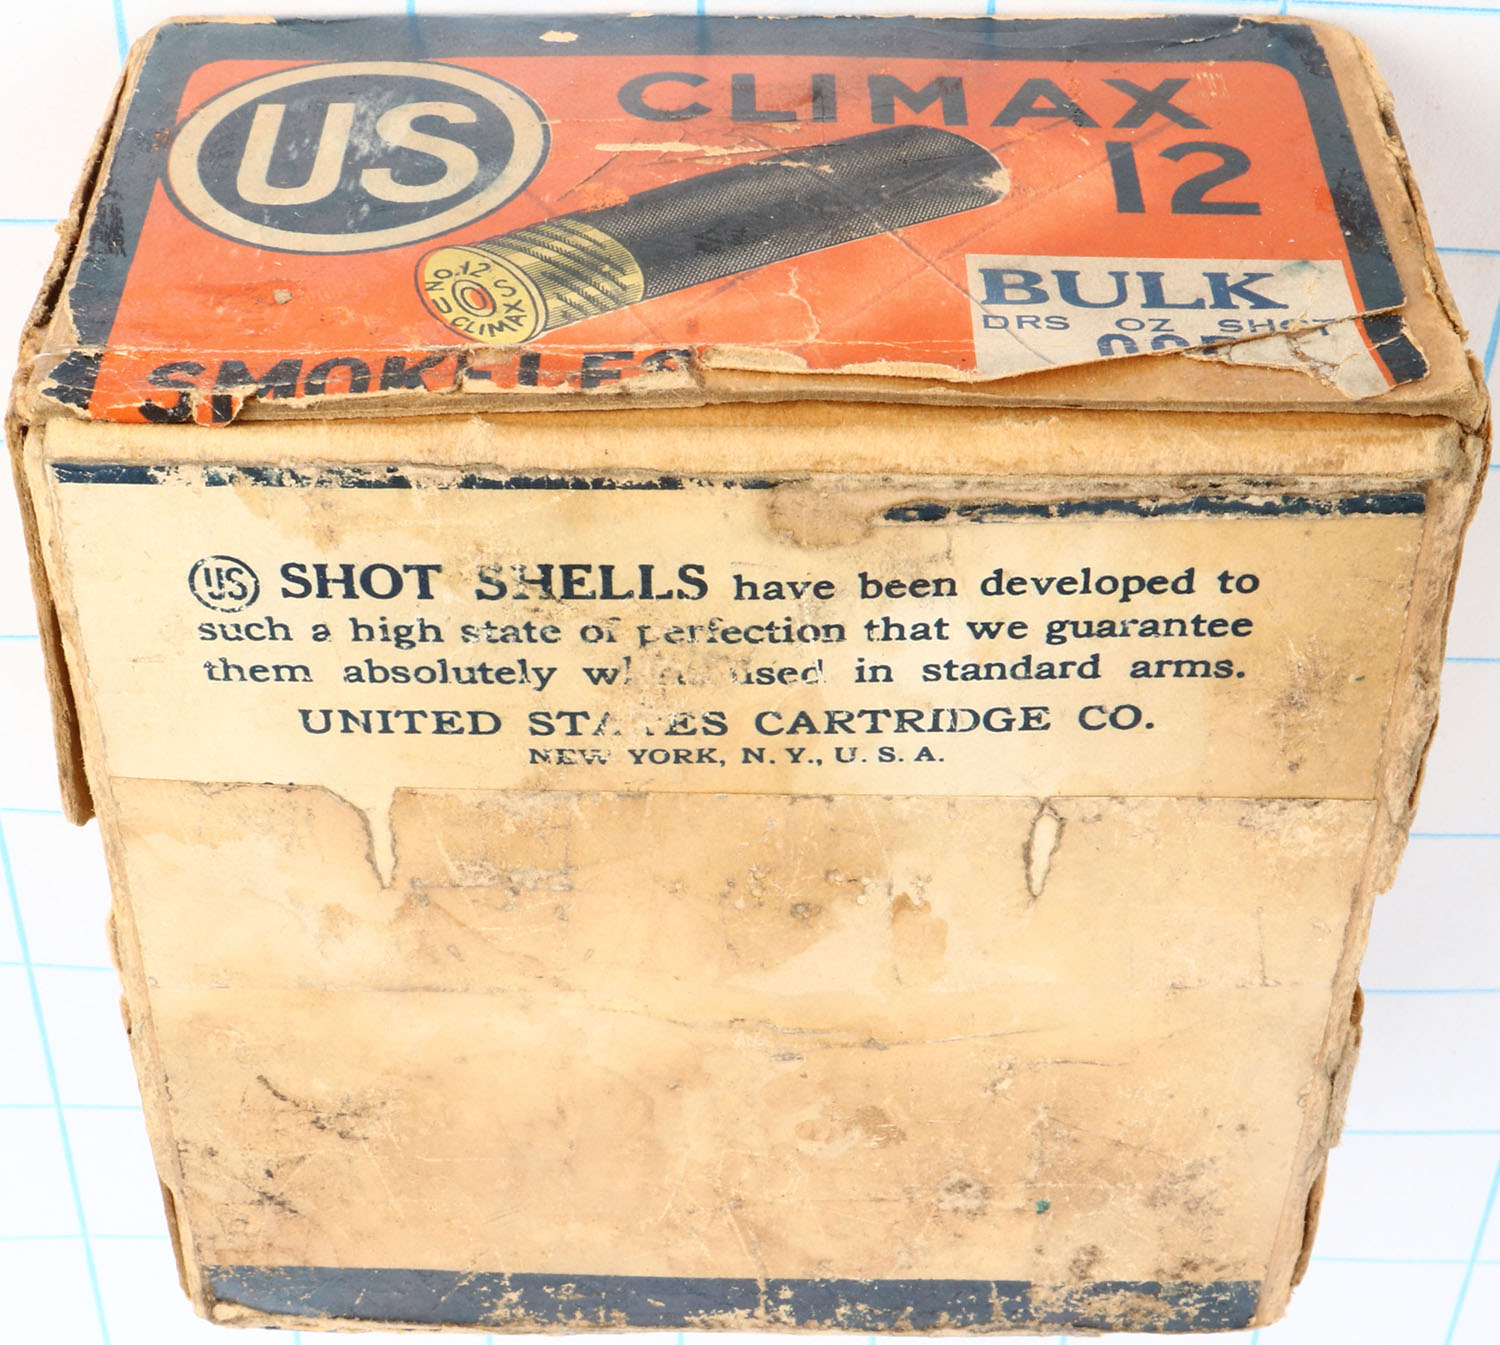 US
CLIMAX
12
NO. 12 U S
CLIMAX
BULK
DRS OZ SHOT
SMOKELES
US SHOT SHELLS have been developed to
such a high state of perfection that we guarantee
them absolutely used in standard arms.
UNITED STATES CARTRIDGE CO.
NEW YORK, N. Y., U. S. A.